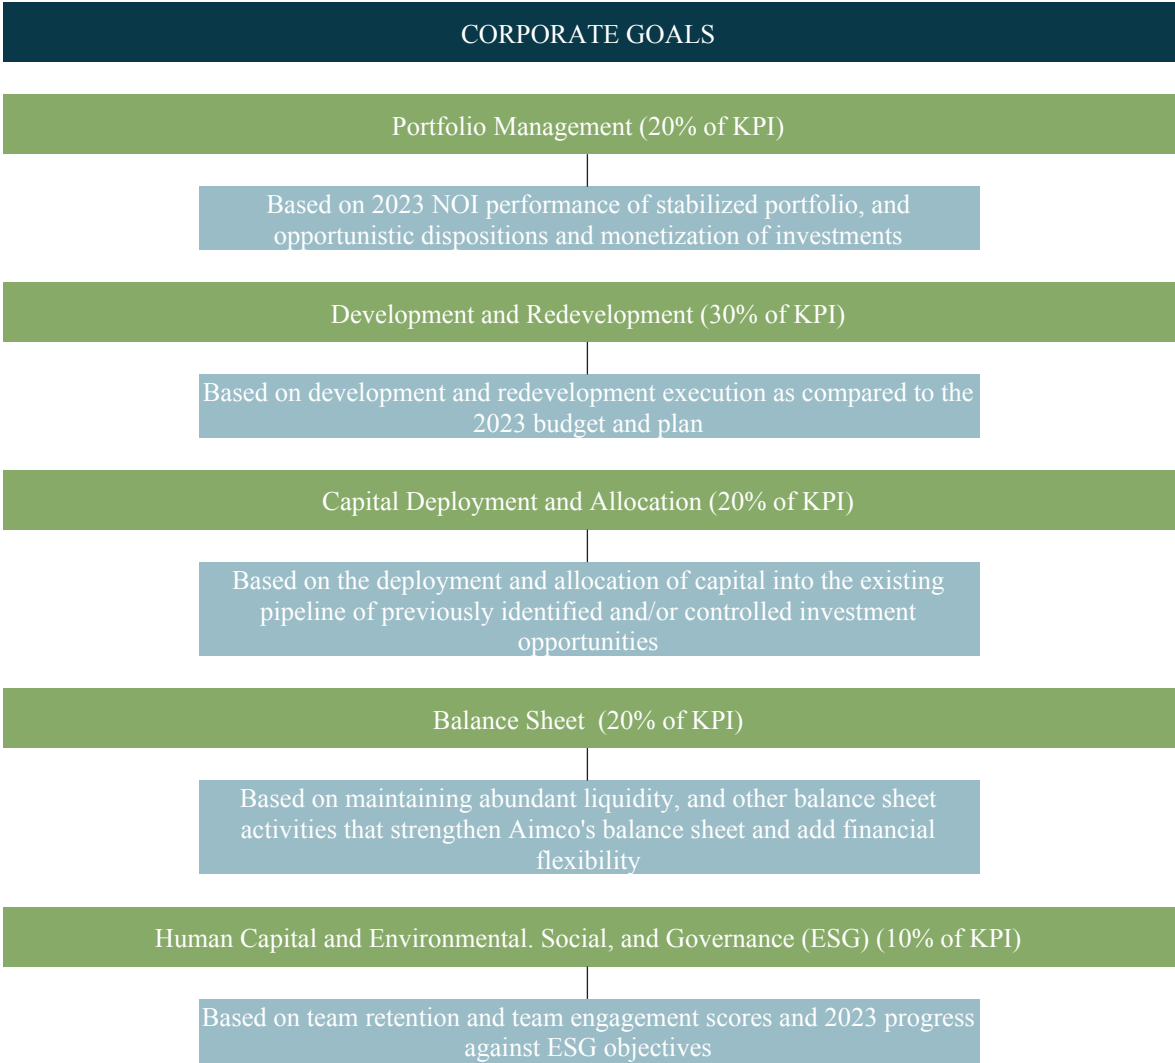 CORPORATE GOALS
Portfolio Management (20% of KPI)
Based on 2023 NOI performance of stabilized portfolio, and
opportunistic dispositions and monetization of investments
Development and Redevelopment (30% of KPI)
Based on development and redevelopment execution as compared to the
2023 budget and plan
Capital Deployment and Allocation (20% of KPI)
Based on the deployment and allocation of capital into the existing
pipeline of previously identified and/or controlled investment
opportunities
Balance Sheet (20% of KPI)
Based on maintaining abundant liquidity, and other balance sheet
activities that strengthen Aimco's balance sheet and add financial
flexibility
Human Capital and Environmental. Social, and Governance (ESG) (10% of KPI)
Based on team retention and team engagement scores and 2023 progress
against ESG objectives